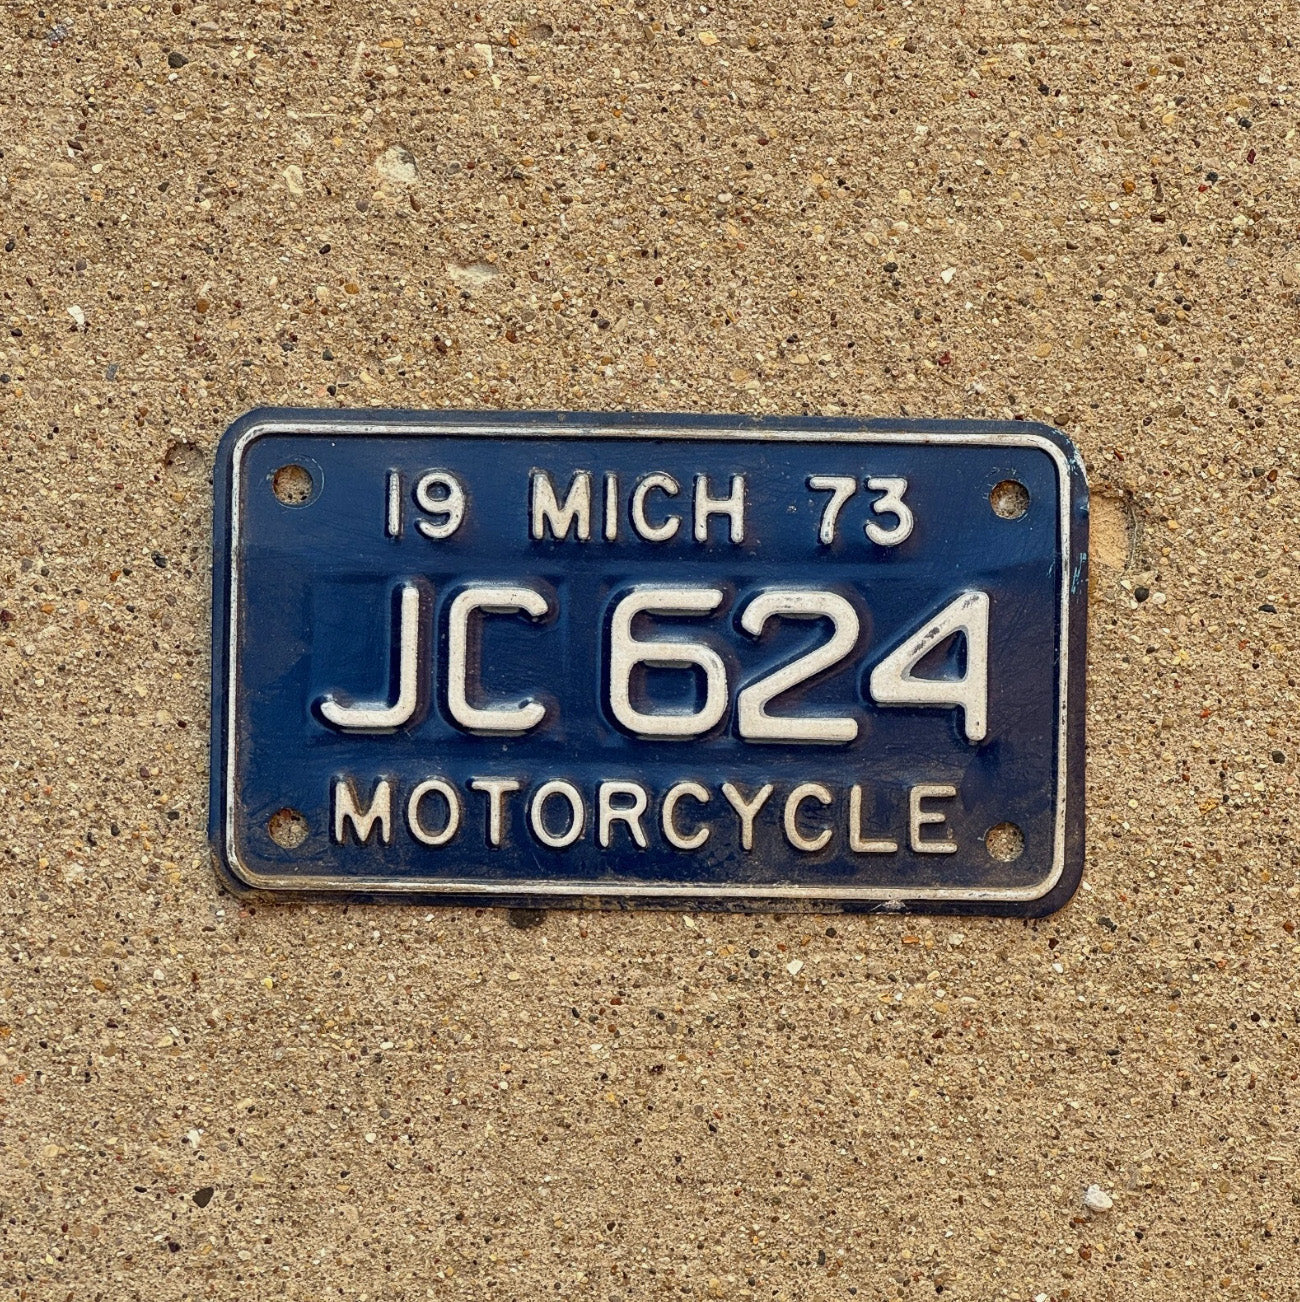 19 MICH 73
JC 624
MOTORCYCLE